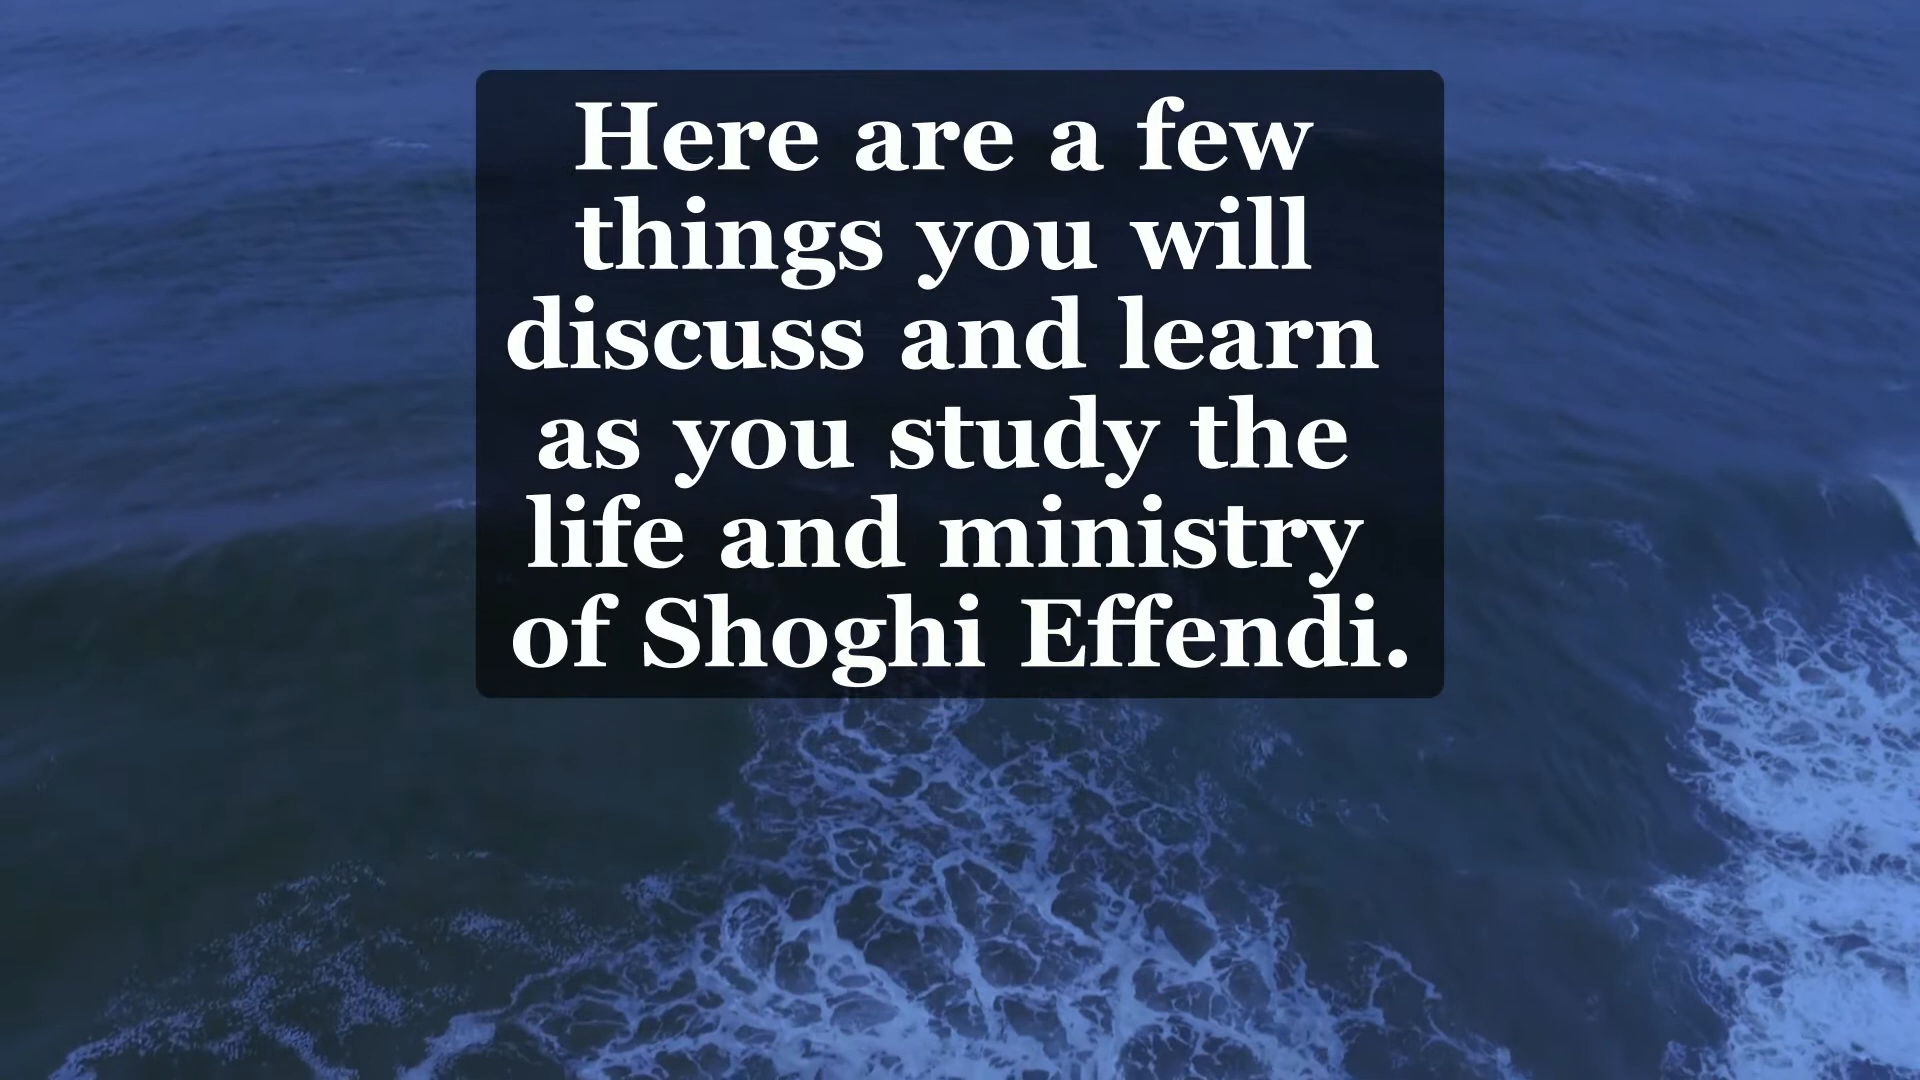 Here are a few
things you will
discuss and learn
as you study the
life and ministry
of Shoghi Effendi.